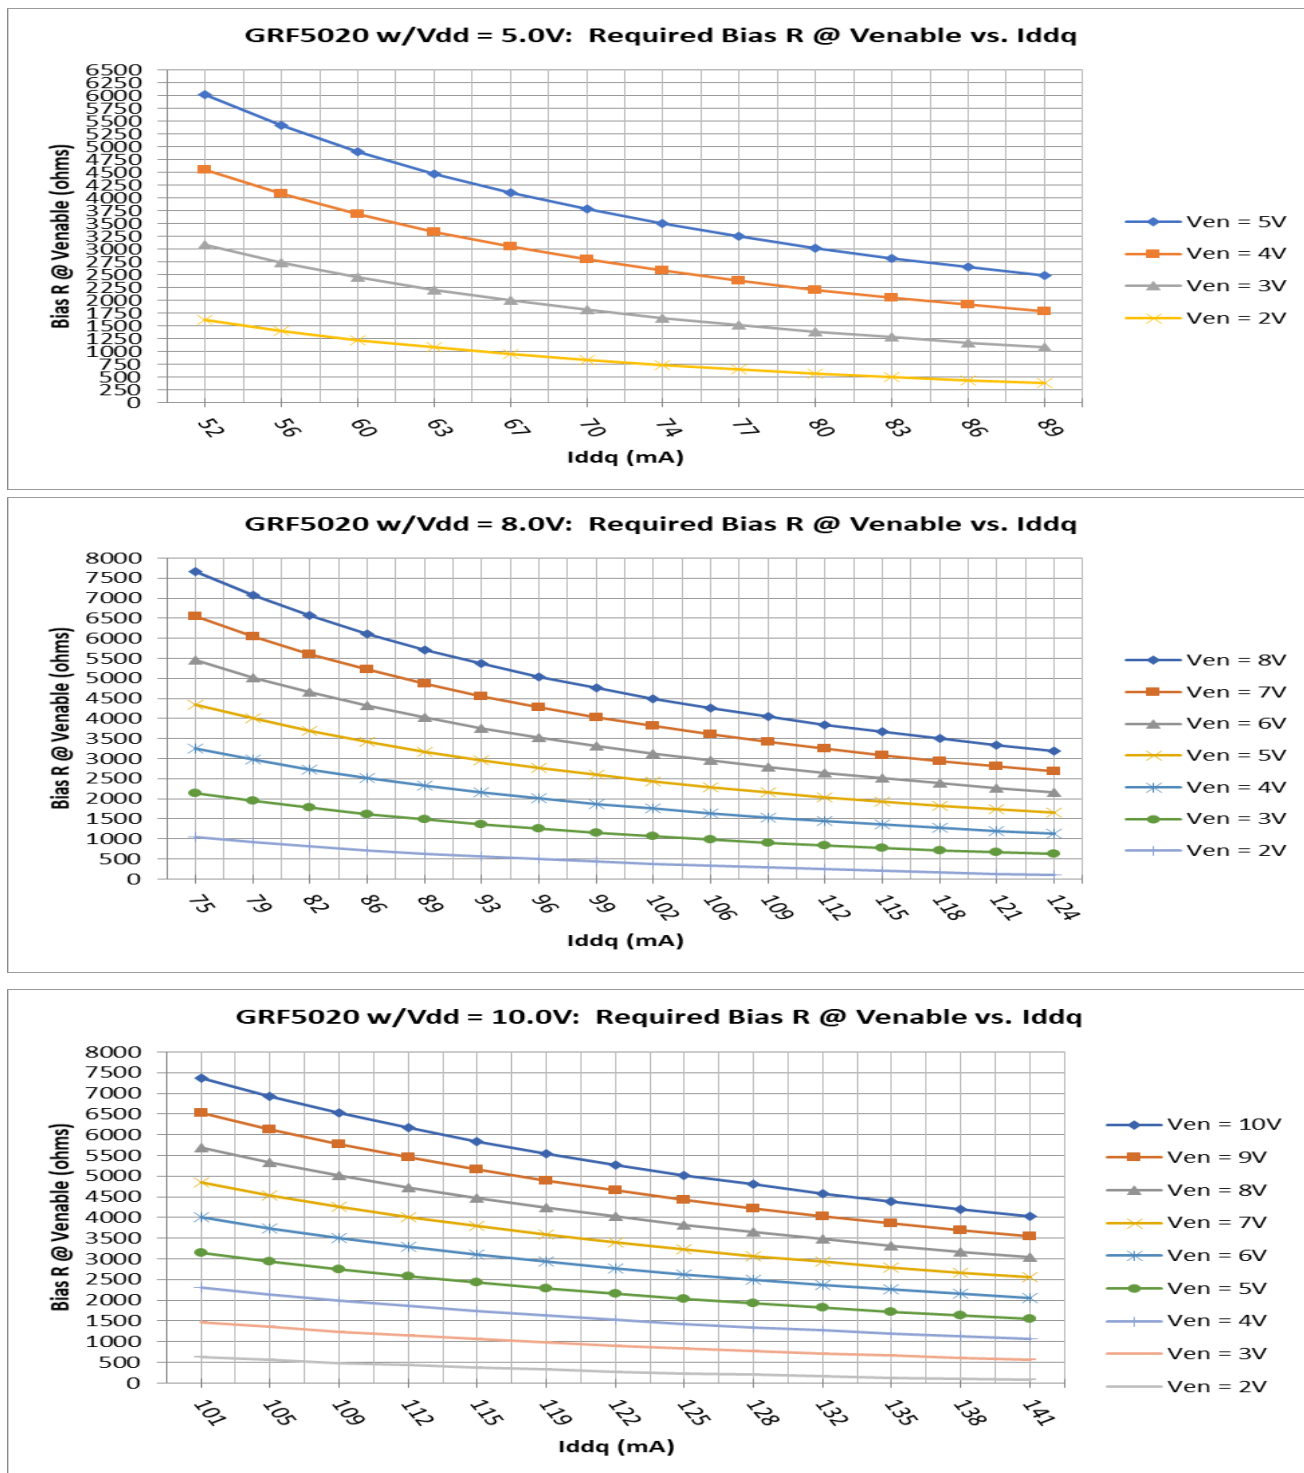 GRF5020 w/Vdd = 5.0V:  Required Bias R @ Venable vs. Iddq
Bias R @ Venable (ohms)
6500
6250
6000
5750
5500
5250
5000
4750
4500
4250
4000
3750
3500
3250
3000
2750
2500
2250
2000
1750
1500
1250
1000
750
500
250
0
52 56 60 63 67 70 74 77 80 83 86 89
Iddq (mA)
Ven = 5V
Ven = 4V
Ven = 3V
Ven = 2V
GRF5020 w/Vdd = 8.0V:  Required Bias R @ Venable vs. Iddq
Bias R @ Venable (ohms)
8000
7500
7000
6500
6000
5500
5000
4500
4000
3500
3000
2500
2000
1500
1000
500
0
75 79 82 86 89 93 96 99 102 106 109 112 115 118 121 124
Iddq (mA)
Ven = 8V
Ven = 7V
Ven = 6V
Ven = 5V
Ven = 4V
Ven = 3V
Ven = 2V
GRF5020 w/Vdd = 10.0V:  Required Bias R @ Venable vs. Iddq
Bias R @ Venable (ohms)
8000
7500
7000
6500
6000
5500
5000
4500
4000
3500
3000
2500
2000
1500
1000
500
0
101 105 109 112 115 119 122 125 128 132 135 138 141
Iddq (mA)
Ven = 10V
Ven = 9V
Ven = 8V
Ven = 7V
Ven = 6V
Ven = 5V
Ven = 4V
Ven = 3V
Ven = 2V